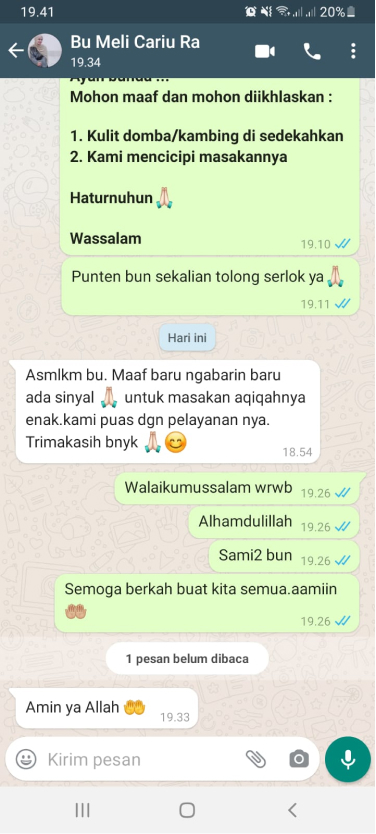 19.41
20%
Bu Meli Cariu Ra
19.34
Ayah bunda ...
Mohon maaf dan mohon diikhlaskan :
1. Kulit domba/kambing di sedekahkan
2. Kami mencicipi masakannya
Haturnuhun🙏🏻
Wassalam
19.10
Punten bun sekalian tolong serlok ya🙏🏻
19.11
Hari ini
Asmlkm bu. Maaf baru ngabarin baru
ada sinyal 🙏🏻 untuk masakan aqiqahnya
enak.kami puas dgn pelayanan nya.
Trimakasih bnyk 🙏🏻😊
18.54
Walaikumussalam wrwb 19.26
Alhamdulillah 19.26
Sami2 bun 19.26
Semoga berkah buat kita semua.aamiin
🤲🏼
19.26
1 pesan belum dibaca
Amin ya Allah 🤲
19.33
Kirim pesan